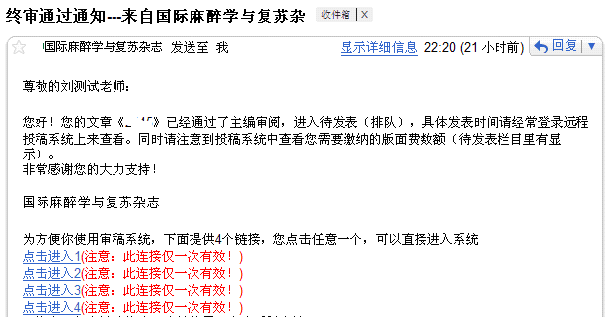 终审通过通知---来自国际麻醉学与复苏杂 收件箱 | X
国际麻醉学与复苏杂志 发送至 我 显示详细信息 22:20 (21 小时前) 回复
尊敬的刘测试老师:
您好！您的文章《》已经通过了主编审阅，进入待发表（排队），具体发表时间请经常登录远程
投稿系统上来查看。同时请注意到投稿系统中查看您需要缴纳的版面费数额（待发表栏目里有显
示）。
非常感谢您的大力支持！
国际麻醉学与复苏杂志
为方便你使用审稿系统，下面提供4个链接，您点击任意一个，可以直接进入系统
点击进入1(注意：此连接仅一次有效！)
点击进入2(注意：此连接仅一次有效！)
点击进入3(注意：此连接仅一次有效！)
点击进入4(注意：此连接仅一次有效！)